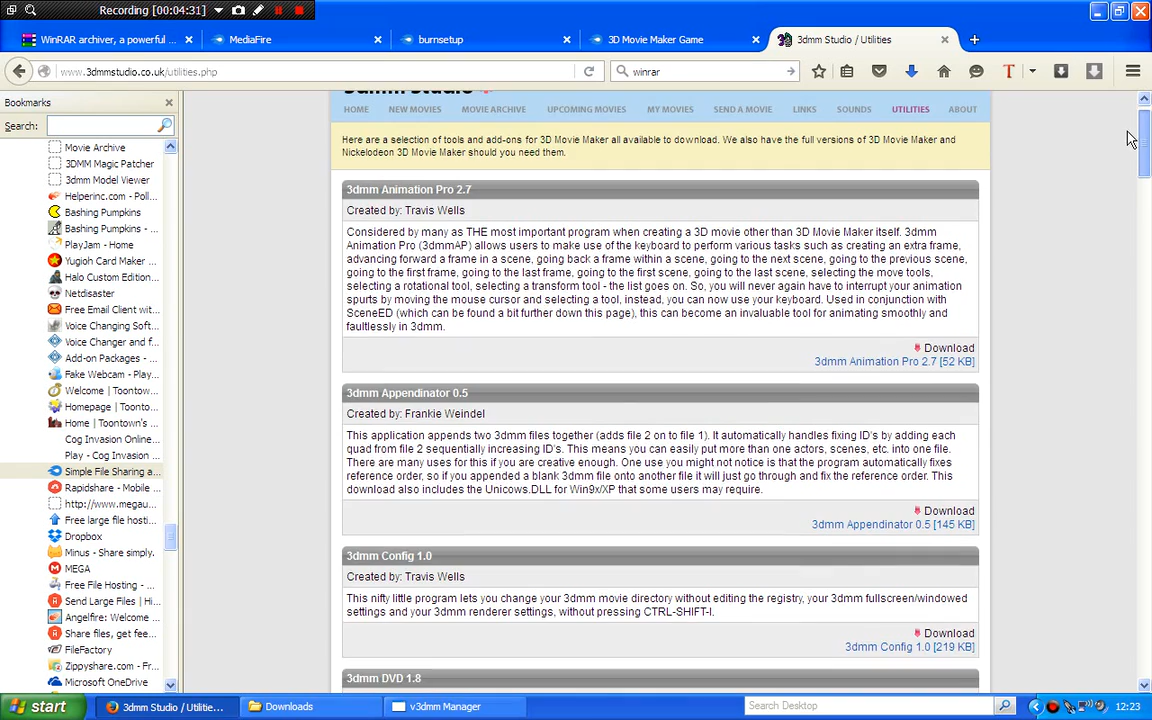 Recording [00:04:31]
WinRAR archiver, a powerful ...
MediaFire
burnsetup
3D Movie Maker Game
3dmm Studio / Utilities
www.3dmmstudio.co.uk/utilities.php
winrar
Bookmarks
Search:
Movie Archive
3DMM Magic Patcher
3dmm Model Viewer
Helperinc.com - Poll...
Bashing Pumpkins
Bashing Pumpkins - ...
PlayJam - Home
Yugioh Card Maker ...
Halo Custom Edition...
Netdisaster
Free Email Client wit...
Voice Changing Soft...
Voice Changer and f...
Add-on Packages - ...
Fake Webcam - Play...
Welcome | Toontow...
Homepage | Toonto...
Home | Toontown's ...
Cog Invasion Online...
Play - Cog Invasion ...
Simple File Sharing a...
Rapidshare - Mobile ...
http://www.megau...
Free large file hosti...
Dropbox
Minus - Share simply.
MEGA
Free File Hosting - ...
Send Large Files | Hi...
Angelfire: Welcome ...
Share files, get fee...
FileFactory
Zippyshare.com - Fr...
Microsoft OneDrive
3dmm Studio
HOME NEW MOVIES MOVIE ARCHIVE UPCOMING MOVIES MY MOVIES SEND A MOVIE LINKS SOUNDS UTILITIES ABOUT
Here are a selection of tools and add-ons for 3D Movie Maker all available to download. We also have the full versions of 3D Movie Maker and
Nickelodeon 3D Movie Maker should you need them.
3dmm Animation Pro 2.7
Created by: Travis Wells
Considered by many as THE most important program when creating a 3D movie other than 3D Movie Maker itself. 3dmm
Animation Pro (3dmmAP) allows users to make use of the keyboard to perform various tasks such as creating an extra frame,
advancing forward a frame in a scene, going back a frame within a scene, going to the next scene, going to the previous scene,
going to the first frame, going to the last frame, going to the first scene, going to the last scene, selecting the move tools,
selecting a rotational tool, selecting a transform tool - the list goes on. So, you will never again have to interrupt your animation
spurts by moving the mouse cursor and selecting a tool, instead, you can now use your keyboard. Used in conjunction with
SceneED (which can be found a bit further down this page), this can become an invaluable tool for animating smoothly and
faultlessly in 3dmm.
Download
3dmm Animation Pro 2.7 [52 KB]
3dmm Appendinator 0.5
Created by: Frankie Weindel
This application appends two 3dmm files together (adds file 2 on to file 1). It automatically handles fixing ID's by adding each
quad from file 2 sequentially increasing ID's. This means you can easily put more than one actors, scenes, etc. into one file.
There are many uses for this if you are creative enough. One use you might not notice is that the program automatically fixes
reference order, so if you appended a blank 3dmm file onto another file it will just go through and fix the reference order. This
download also includes the Unicows.DLL for Win9x/XP that some users may require.
Download
3dmm Appendinator 0.5 [145 KB]
3dmm Config 1.0
Created by: Travis Wells
This nifty little program lets you change your 3dmm movie directory without editing the registry, your 3dmm fullscreen/windowed
settings and your 3dmm renderer settings, without pressing CTRL-SHIFT-I.
Download
3dmm Config 1.0 [219 KB]
3dmm DVD 1.8
start
3dmm Studio / Utilitie...
Downloads
v3dmm Manager
Search Desktop
12:23